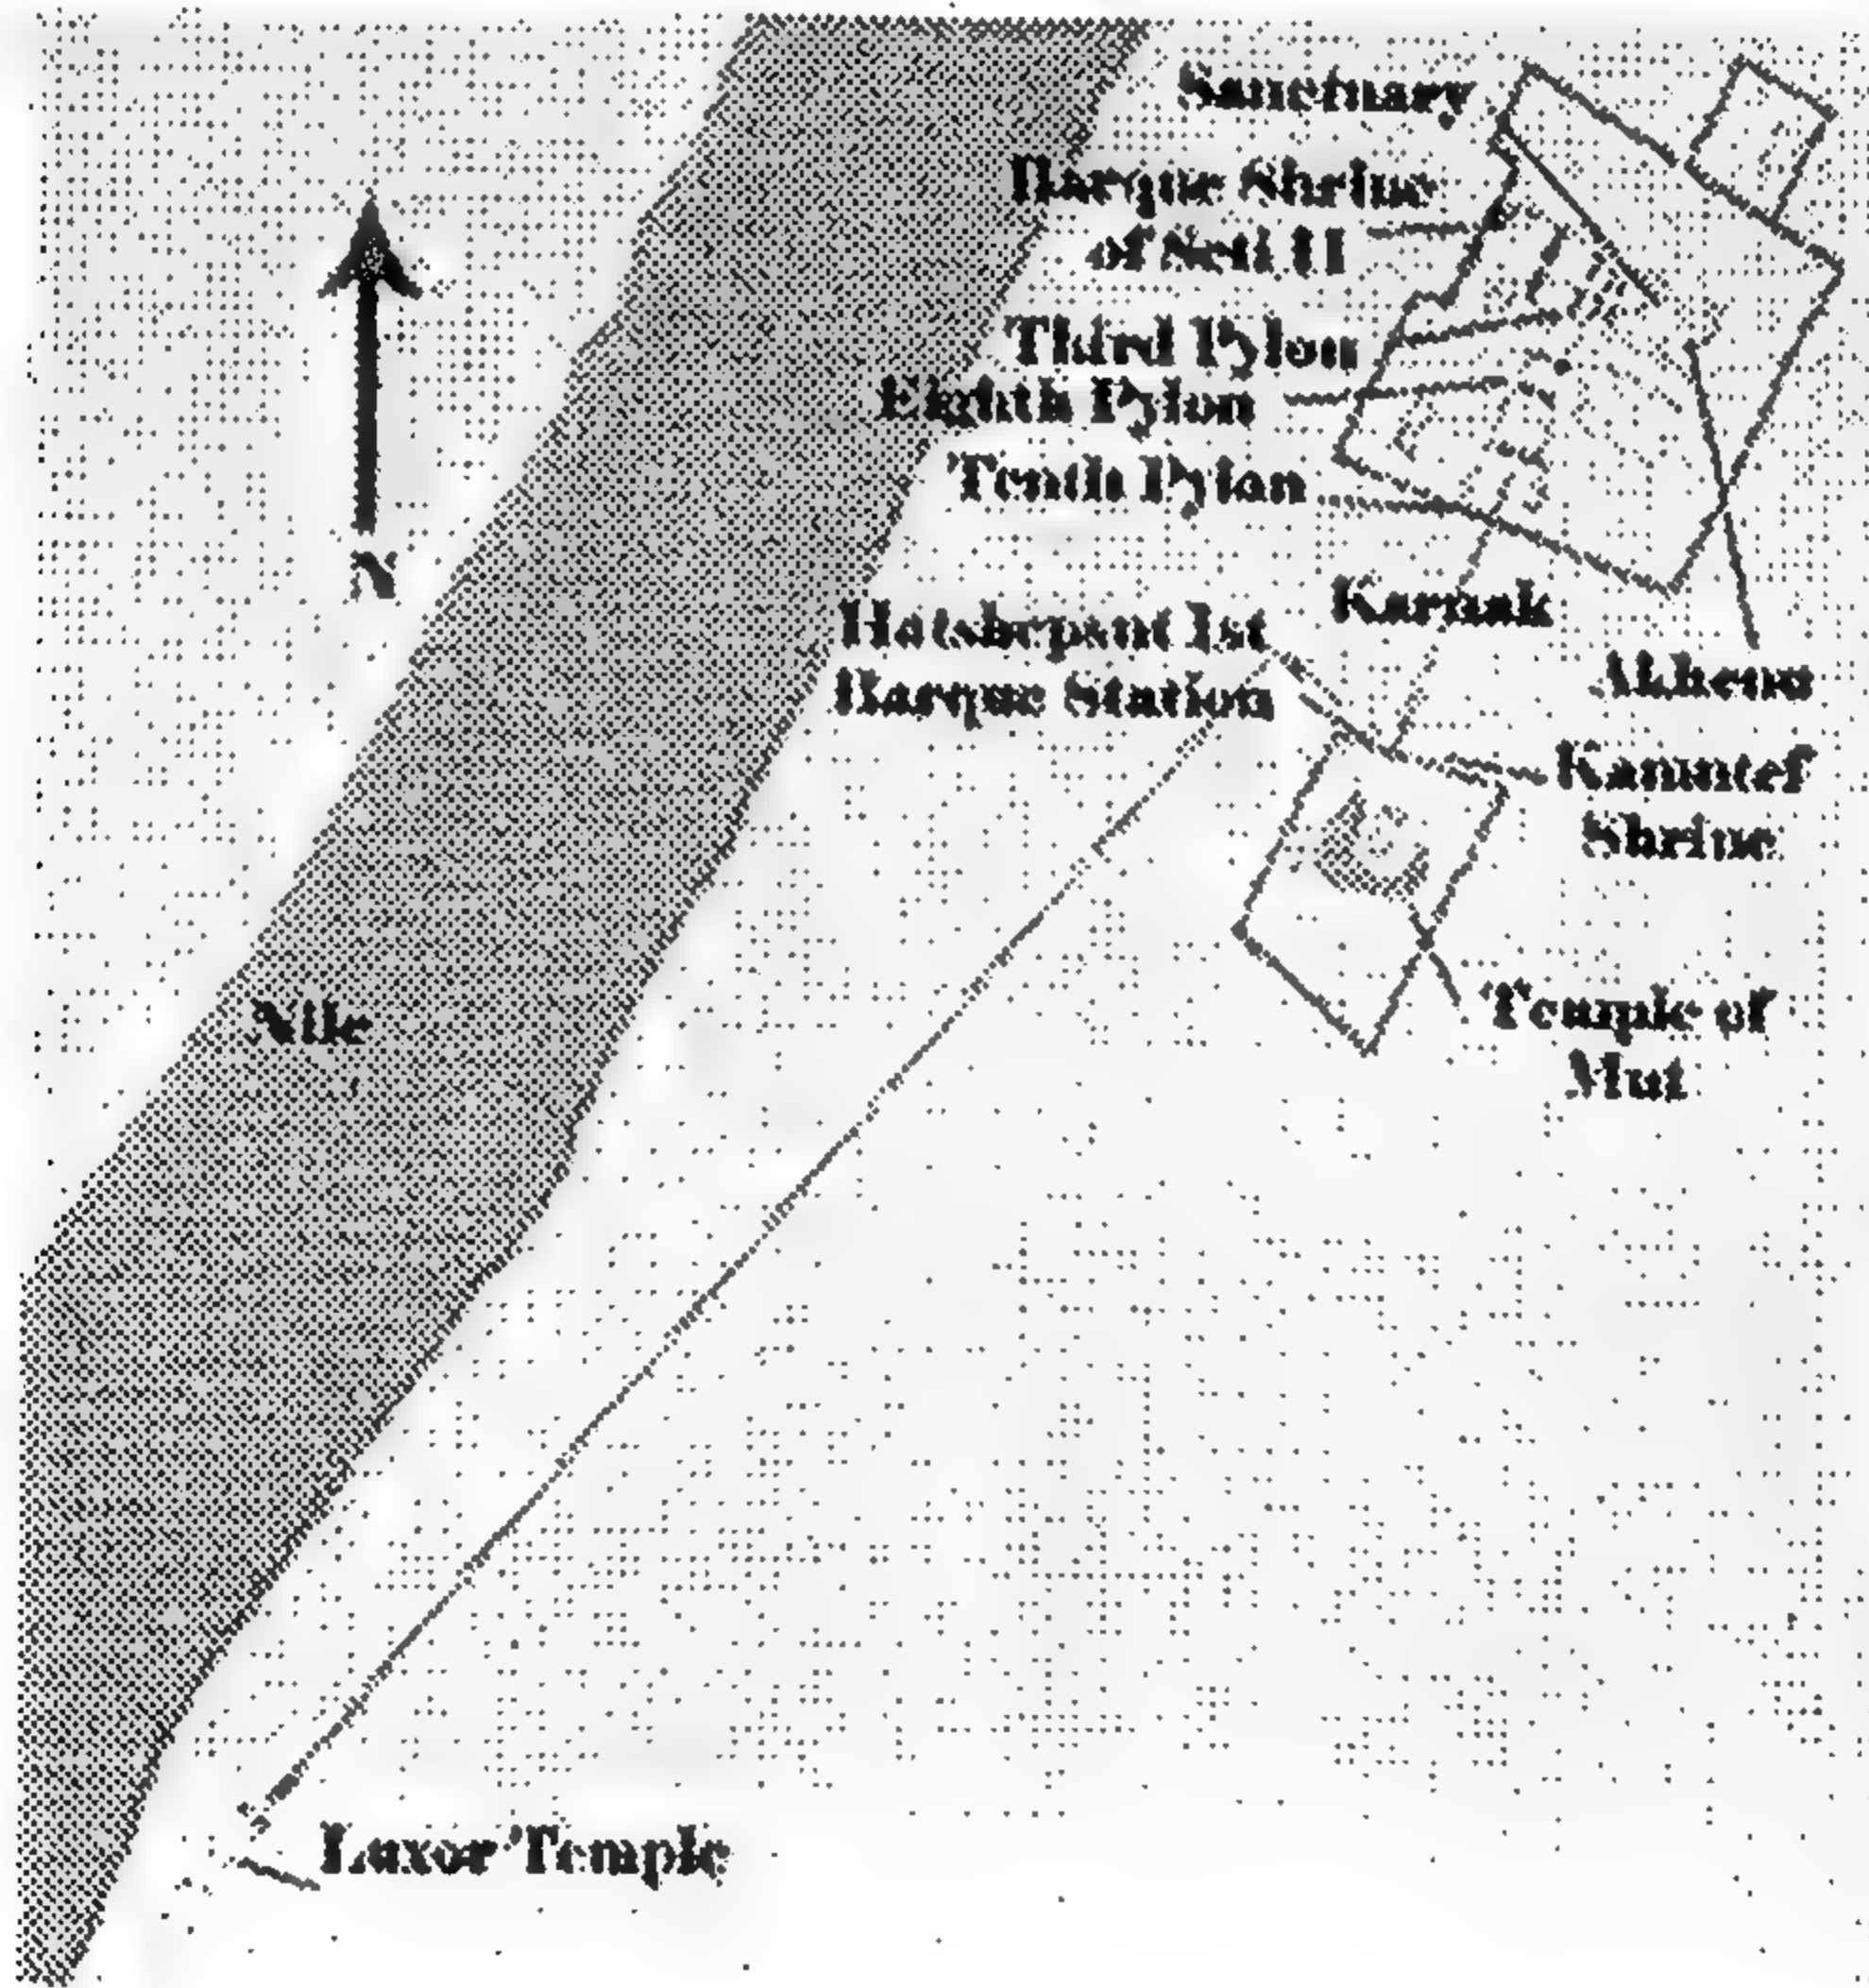 Sanctuary
Barque Shrine
of Seti II
Third Pylon
Eighth Pylon
Tenth Pylon
N
Karnak
Hatshepsut 1st
Barque Station
Akhenu
Kamutef
Shrine
Nile
Temple of
Mut
Luxor Temple